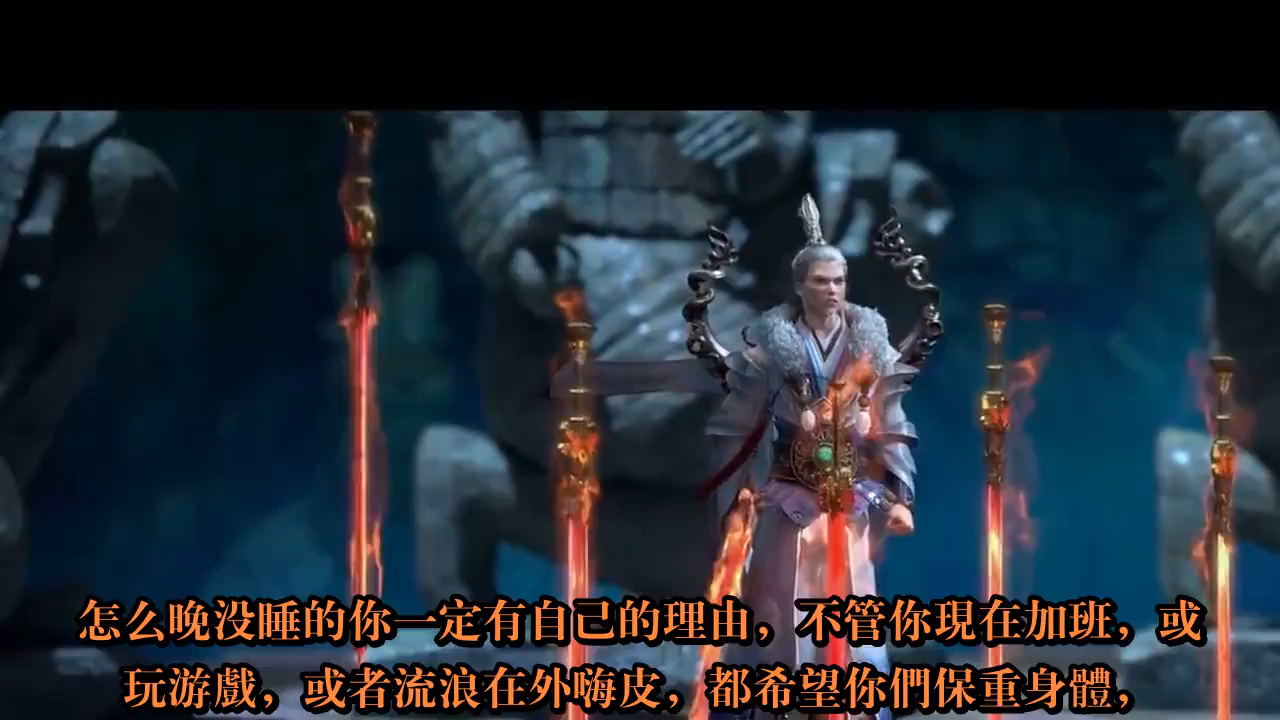 怎么晚没睡的你一定有自己的理由，不管你現在加班，或
玩游戲，或者流浪在外嗨皮，都希望你們保重身體，